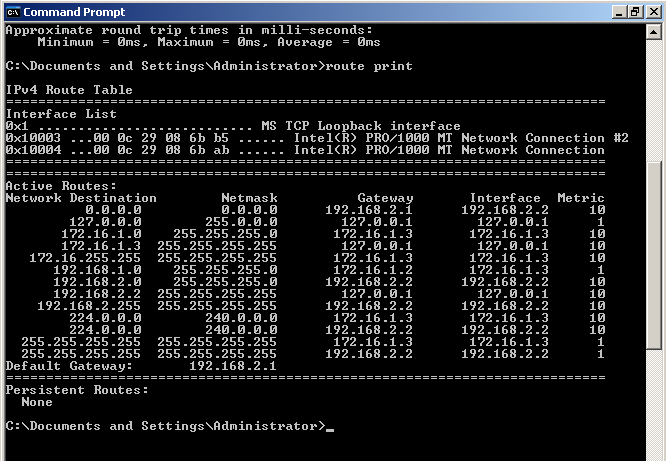 Command Prompt
Approximate round trip times in milli-seconds:
    Minimum = 0ms, Maximum = 0ms, Average = 0ms
C:\Documents and Settings\Administrator>route print
IPv4 Route Table
===========================================================================
Interface List
0x1 ........................... MS TCP Loopback interface
0x10003 ...00 0c 29 08 6b b5 ...... Intel(R) PRO/1000 MT Network Connection #2
0x10004 ...00 0c 29 08 6b ab ...... Intel(R) PRO/1000 MT Network Connection
===========================================================================
===========================================================================
Active Routes:
Network Destination        Netmask          Gateway       Interface  Metric
          0.0.0.0          0.0.0.0      192.168.2.1      192.168.2.2     10
        127.0.0.0        255.0.0.0        127.0.0.1        127.0.0.1      1
       172.16.1.0    255.255.255.0       172.16.1.3       172.16.1.3     10
       172.16.1.3  255.255.255.255        127.0.0.1        127.0.0.1     10
   172.16.255.255  255.255.255.255       172.16.1.3       172.16.1.3     10
      192.168.1.0    255.255.255.0       172.16.1.2       172.16.1.3      1
      192.168.2.0    255.255.255.0      192.168.2.2      192.168.2.2     10
      192.168.2.2  255.255.255.255        127.0.0.1        127.0.0.1     10
    192.168.2.255  255.255.255.255      192.168.2.2      192.168.2.2     10
        224.0.0.0        240.0.0.0       172.16.1.3       172.16.1.3     10
        224.0.0.0        240.0.0.0      192.168.2.2      192.168.2.2     10
  255.255.255.255  255.255.255.255       172.16.1.3       172.16.1.3      1
  255.255.255.255  255.255.255.255      192.168.2.2      192.168.2.2      1
Default Gateway:       192.168.2.1
===========================================================================
Persistent Routes:
  None
C:\Documents and Settings\Administrator>_